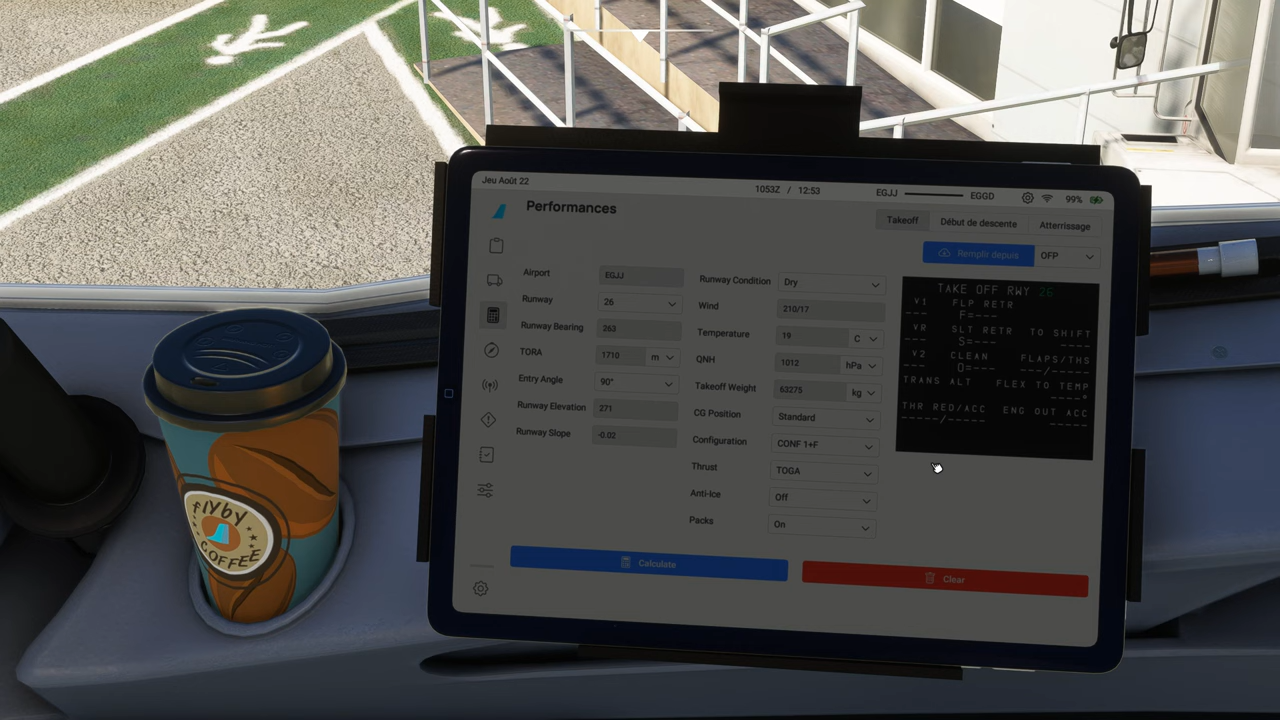 Jeu Août 22
1053Z / 12:53
EGJJ EGGD
99%
Performances
Takeoff
Début de descente
Atterrissage
Remplir depuis
OFP
Airport
EGJJ
Runway
26
Runway Bearing
263
TORA
1710
m
Entry Angle
90°
Runway Elevation
271
Runway Slope
-0.02
Runway Condition
Dry
Wind
210/17
Temperature
19
C
QNH
1012
hPa
Takeoff Weight
63275
kg
CG Position
Standard
Configuration
CONF 1+F
Thrust
TOGA
Anti-Ice
Off
Packs
On
TAKE OFF RWY 26
V1 FLP RETR
--- F=---
VR SLT RETR TO SHIFT
--- S=--- ----
V2 CLEAN FLAPS/THS
--- O=--- ---/----
TRANS ALT FLEX TO TEMP
----°
THR RED/ACC ENG OUT ACC
-----/----- -----
Calculate
Clear
flyby
COFFEE